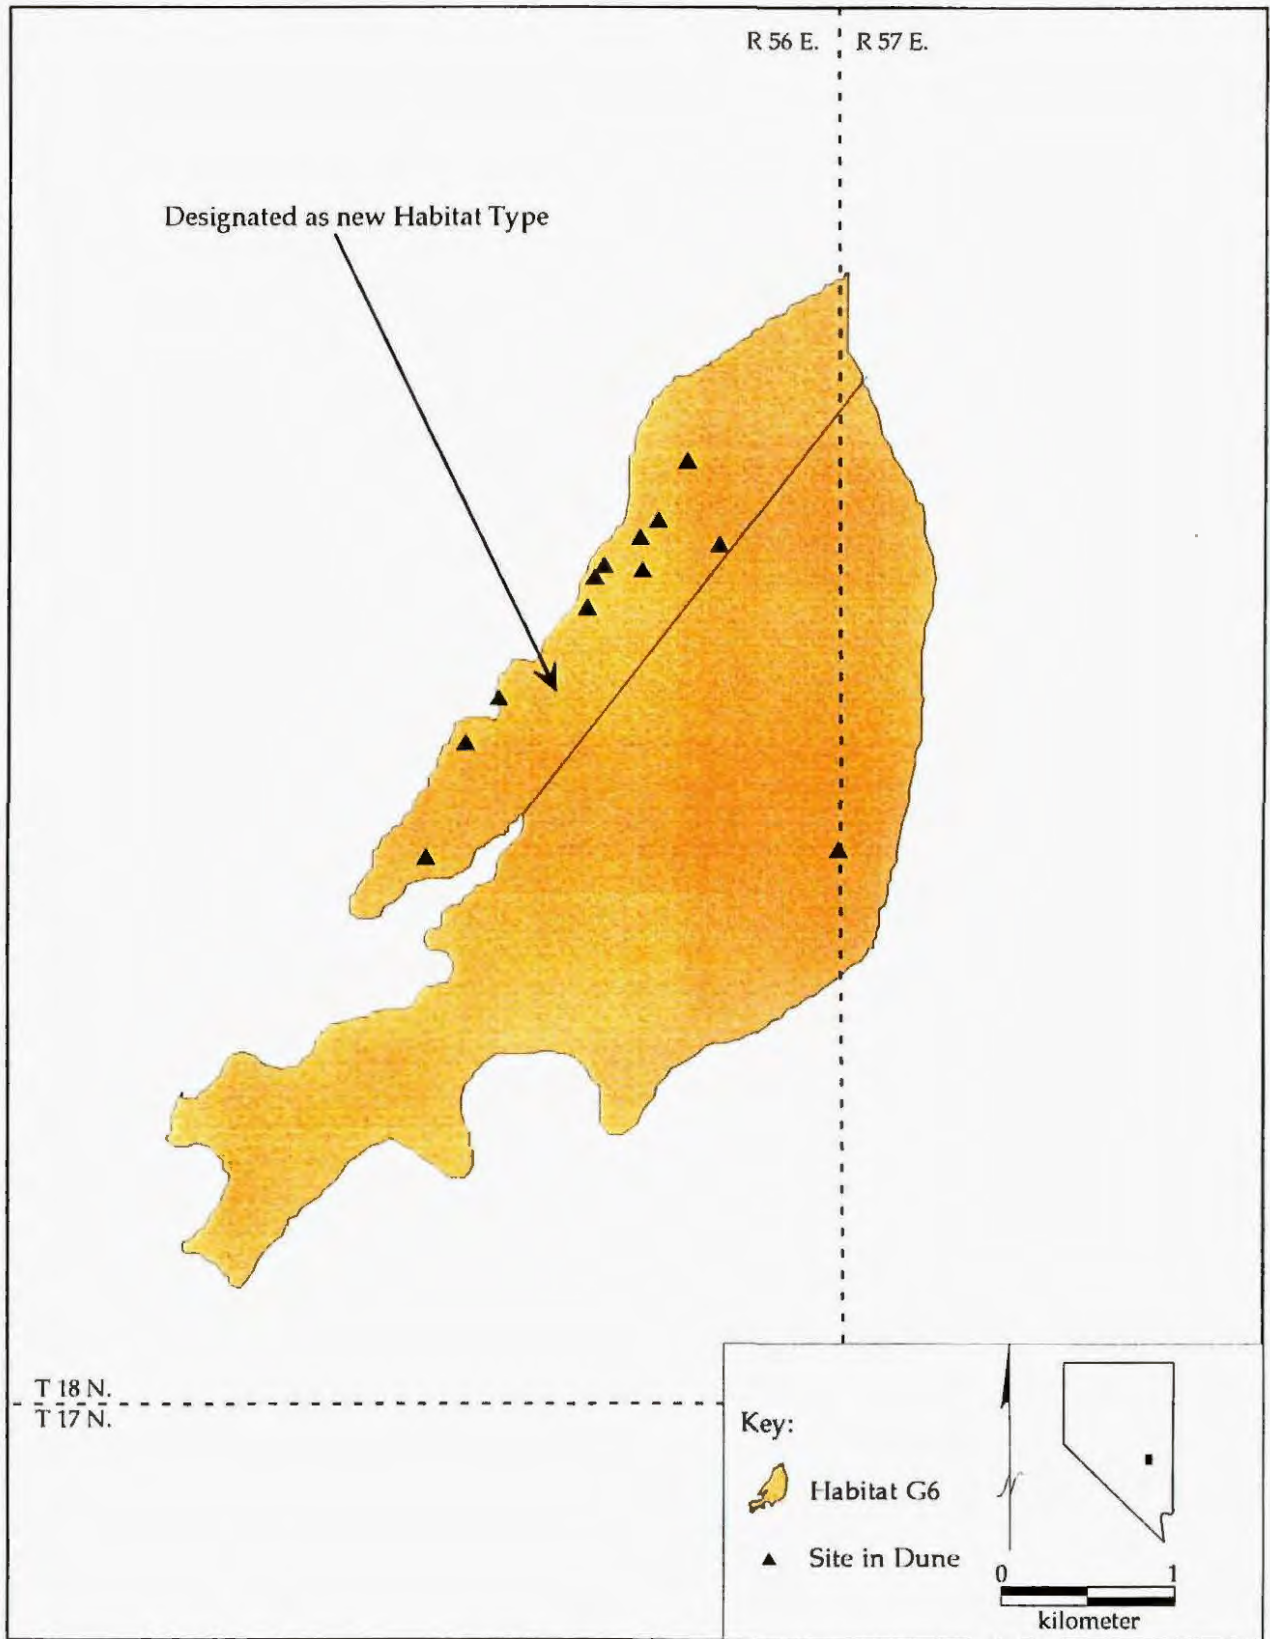 R 56 E.
R 57 E.
Designated as new Habitat Type
T 18 N.
T 17 N.
Key:
Habitat G6
Site in Dune
N
0 1
kilometer